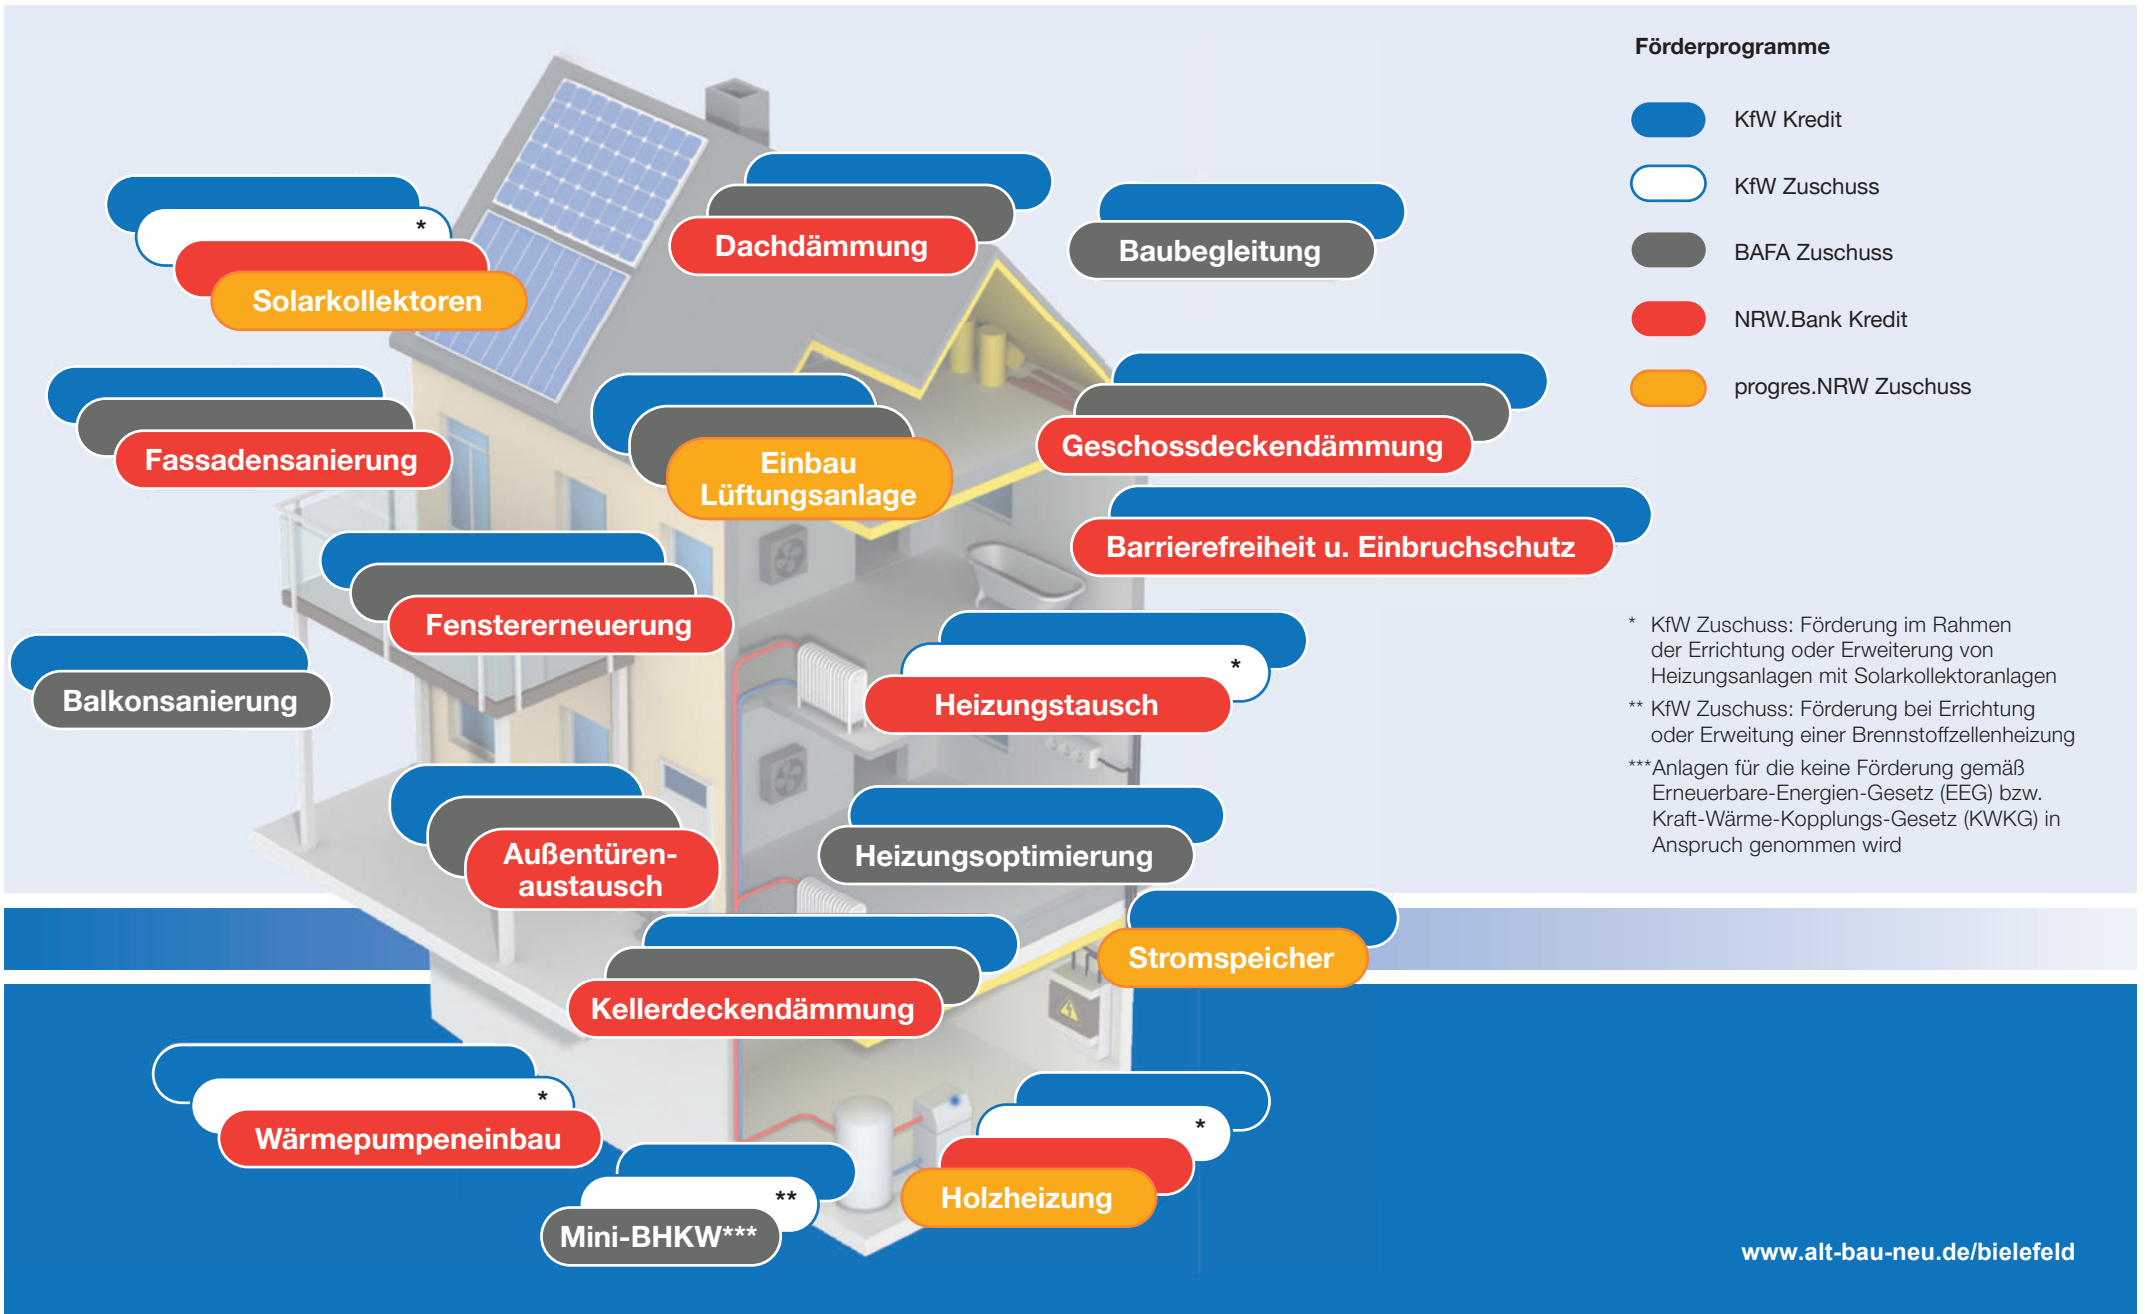 Förderprogramme
KfW Kredit
KfW Zuschuss
BAFA Zuschuss
NRW.Bank Kredit
progres.NRW Zuschuss
*
Solarkollektoren
Dachdämmung
Baubegleitung
Fassadensanierung
Einbau
Lüftungsanlage
Geschossdeckendämmung
Barrierefreiheit u. Einbruchschutz
Fenstererneuerung
Balkonsanierung
*
Heizungstausch
Außentüren-
austausch
Heizungsoptimierung
Stromspeicher
Kellerdeckendämmung
*
Wärmepumpeneinbau
**
Mini-BHKW***
*
Holzheizung
* KfW Zuschuss: Förderung im Rahmen
der Errichtung oder Erweiterung von
Heizungsanlagen mit Solarkollektoranlagen
** KfW Zuschuss: Förderung bei Errichtung
oder Erweitung einer Brennstoffzellenheizung
***Anlagen für die keine Förderung gemäß
Erneuerbare-Energien-Gesetz (EEG) bzw.
Kraft-Wärme-Kopplungs-Gesetz (KWKG) in
Anspruch genommen wird
www.alt-bau-neu.de/bielefeld